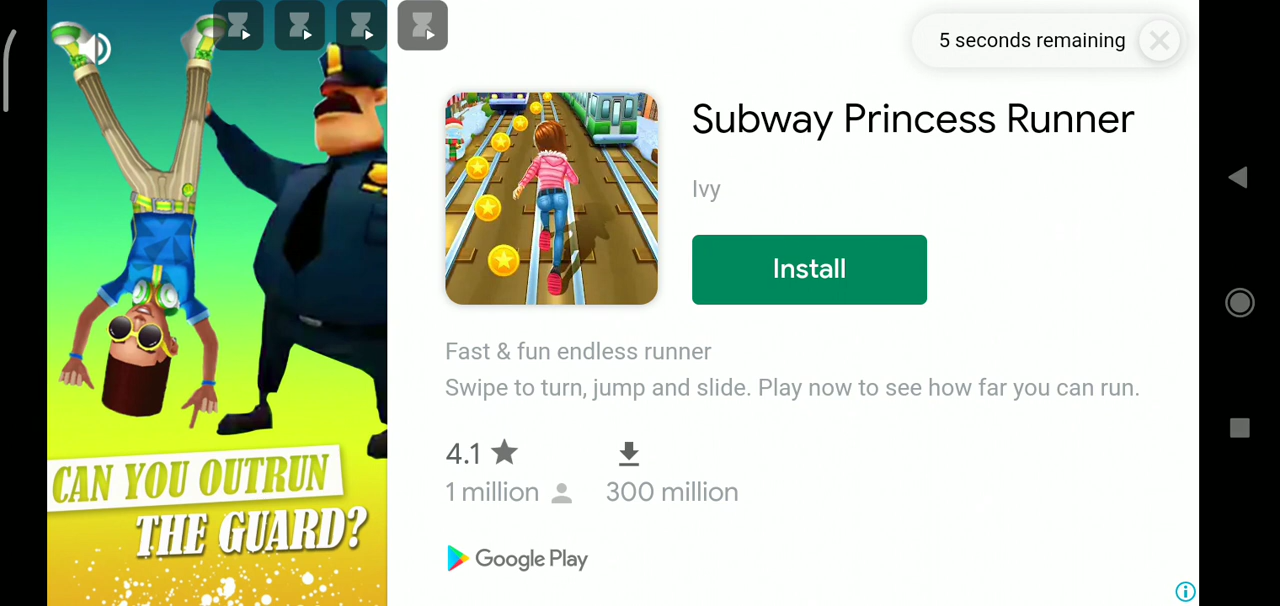 5 seconds remaining
Subway Princess Runner
Ivy
Install
Fast & fun endless runner
Swipe to turn, jump and slide. Play now to see how far you can run.
4.1
1 million
300 million
Google Play
CAN YOU OUTRUN
THE GUARD?